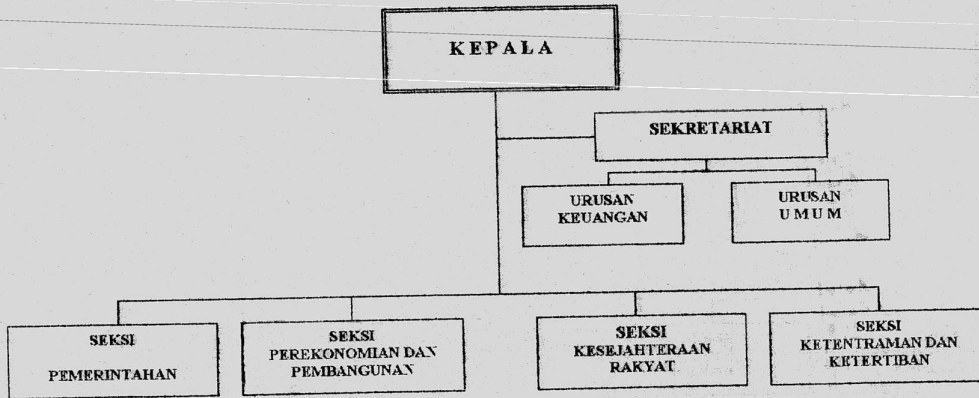 KEPALA
SEKRETARIAT
URUSAN
KEUANGAN
URUSAN
UMUM
SEKSI
PEMERINTAHAN
SEKSI
PEREKONOMIAN DAN
PEMBANGUNAN
SEKSI
KESEJAHTERAAN
RAKYAT
SEKSI
KETENTRAMAN DAN
KETERTIBAN